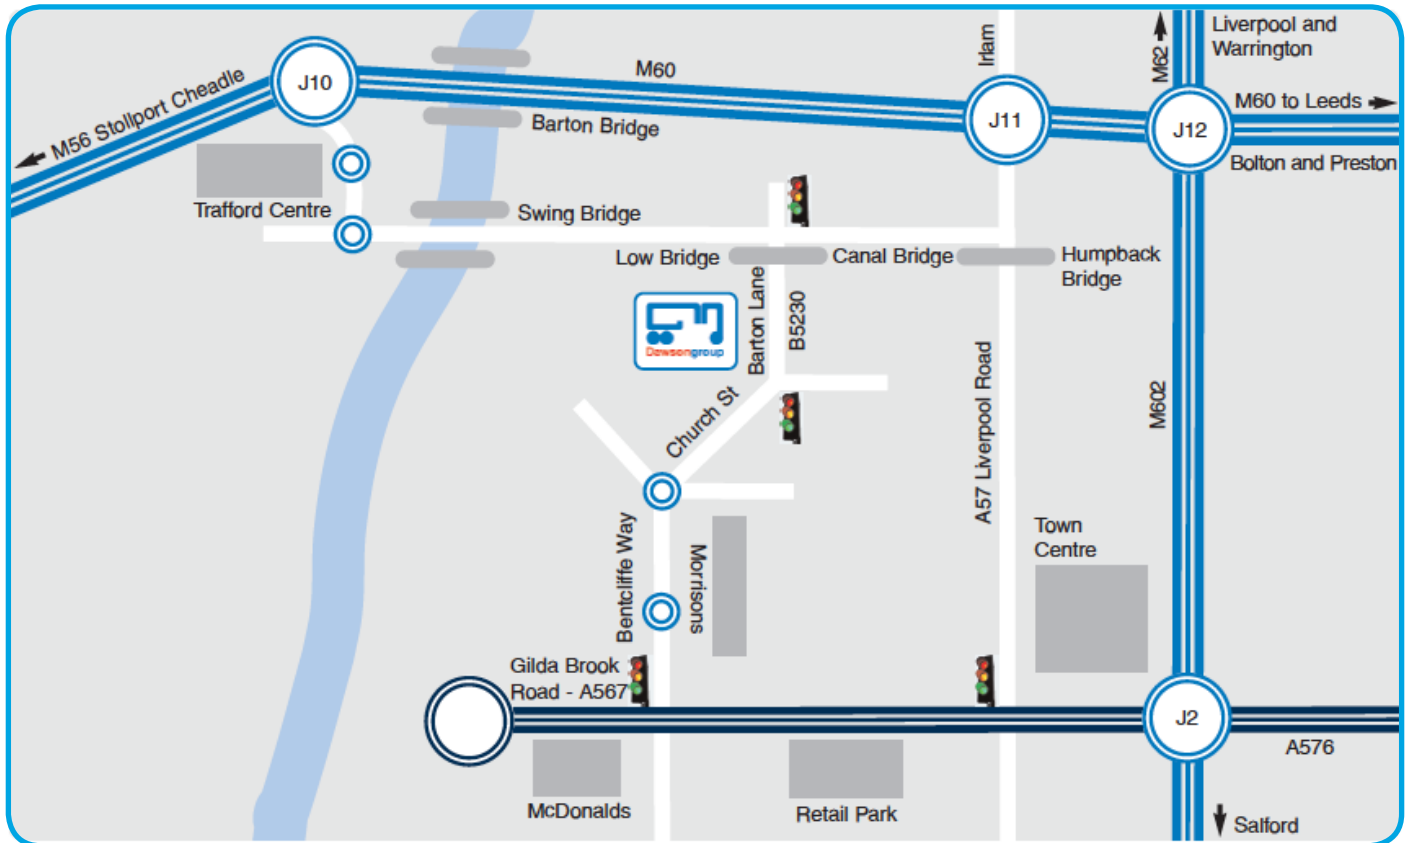 Liverpool and
Warrington
M62
Irlam
M60
J10
J11
J12
M60 to Leeds
M56 Stollport Cheadle
Barton Bridge
Bolton and Preston
Trafford Centre
Swing Bridge
Low Bridge
Canal Bridge
Humpback
Bridge
Barton Lane
B5230
Dawsongroup
Church St
A57 Liverpool Road
M602
Town
Centre
Bentcliffe Way
Morrisons
Gilda Brook
Road - A567
J2
A576
McDonalds
Retail Park
Salford